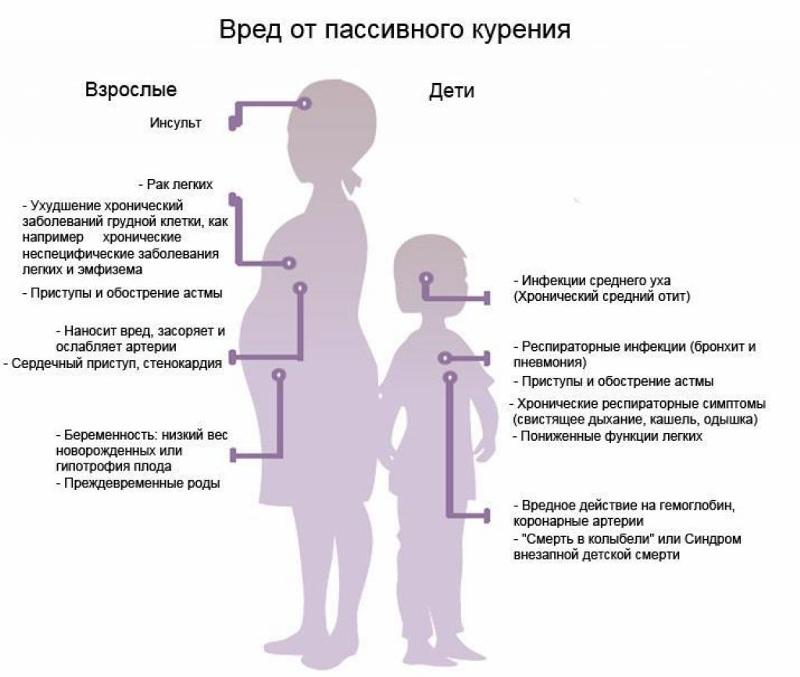 Вред от пассивного курения
Взрослые
Инсульт
- Рак легких
- Ухудшение хронический
заболеваний грудной клетки, как
например хронические
неспецифические заболевания
легких и эмфизема
- Приступы и обострение астмы
- Наносит вред, засоряет и
ослабляет артерии
- Сердечный приступ, стенокардия
- Беременность: низкий вес
новорожденных или
гипотрофия плода
- Преждевременные роды
Дети
- Инфекции среднего уха
(Хронический средний отит)
- Респираторные инфекции (бронхит и
пневмония)
- Приступы и обострение астмы
- Хронические респираторные симптомы
(свистящее дыхание, кашель, одышка)
- Пониженные функции легких
- Вредное действие на гемоглобин,
коронарные артерии
- "Смерть в колыбели" или Синдром
внезапной детской смерти